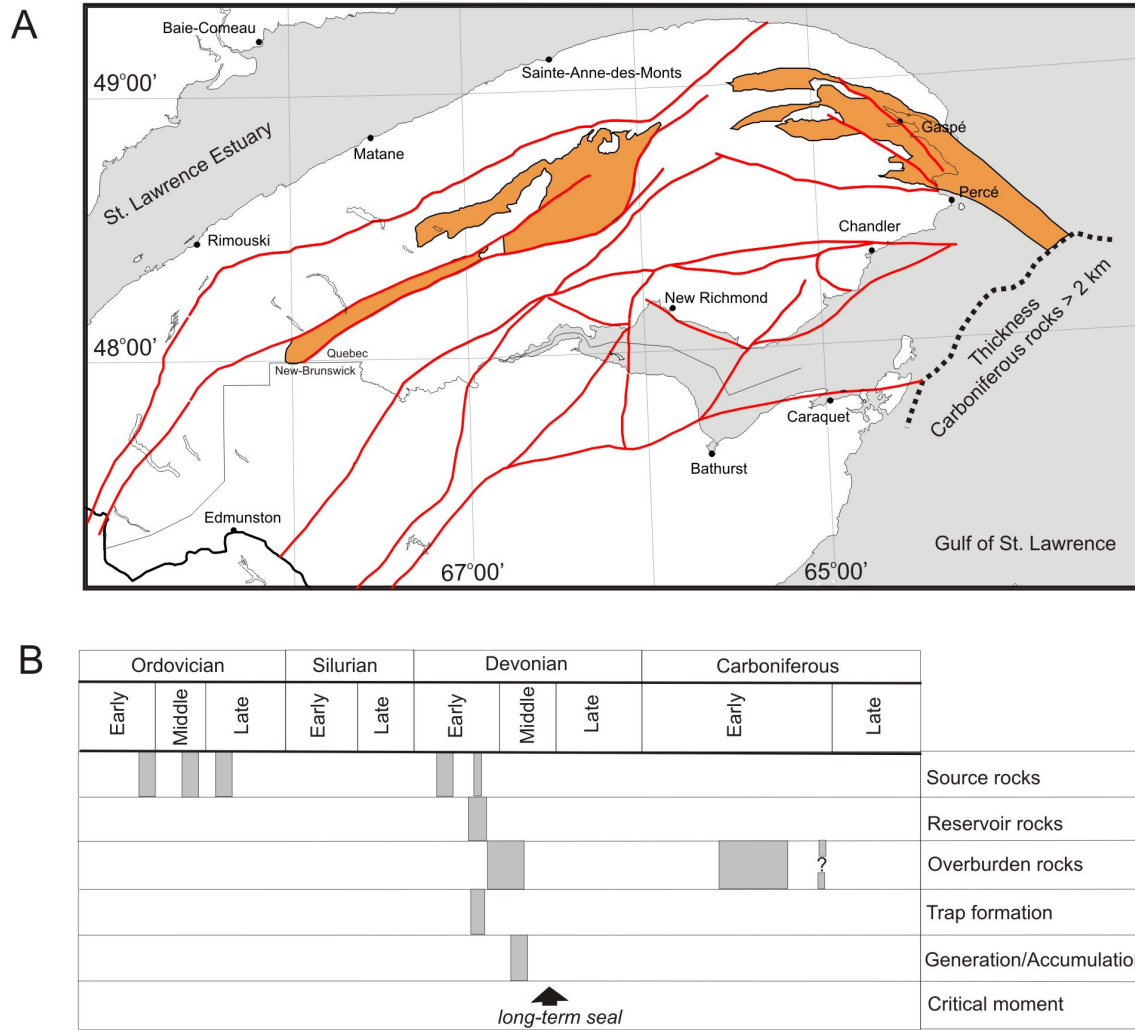 A
Baie-Comeau
Sainte-Anne-des-Monts
49°00'
Gaspé
Matane
St. Lawrence Estuary
Percé
Rimouski
Chandler
New Richmond
48°00'
Quebec
New-Brunswick
Thickness
Carboniferous rocks > 2 km
Caraquet
Bathurst
Edmunston
Gulf of St. Lawrence
67°00'
65°00'
B
Ordovician
Silurian
Devonian
Carboniferous
Early
Middle
Late
Early
Late
Early
Middle
Late
Early
Late
Source rocks
Reservoir rocks
?
Overburden rocks
Trap formation
Generation/Accumulation
long-term seal
Critical moment